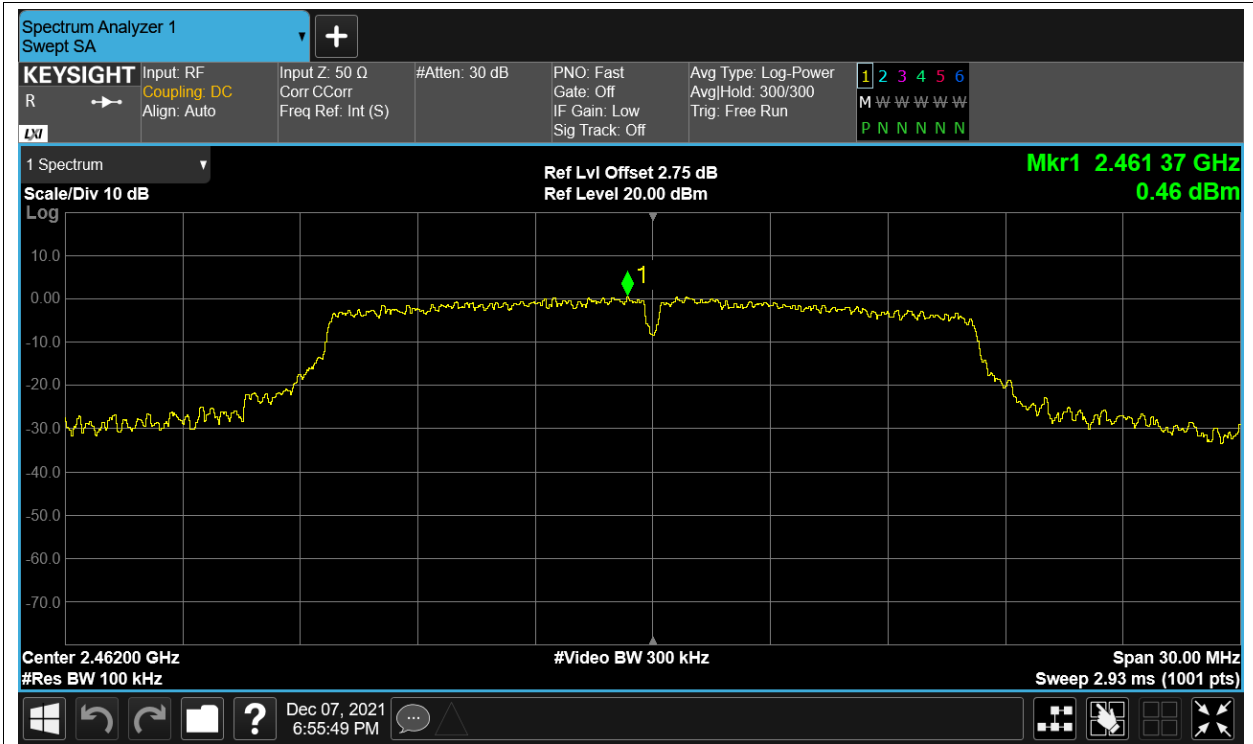 Spectrum Analyzer 1
Swept SA
KEYSIGHT
R
LXI
Input: RF
Coupling: DC
Align: Auto
Input Z: 50 Ω
Corr CCorr
Freq Ref: Int (S)
#Atten: 30 dB
PNO: Fast
Gate: Off
IF Gain: Low
Sig Track: Off
Avg Type: Log-Power
Avg|Hold: 300/300
Trig: Free Run
1 2 3 4 5 6
M W W W W W
P N N N N N
1 Spectrum
Scale/Div 10 dB
Log
Ref Lvl Offset 2.75 dB
Ref Level 20.00 dBm
Mkr1 2.461 37 GHz
0.46 dBm
10.0
1
0.00
-10.0
-20.0
-30.0
-40.0
-50.0
-60.0
-70.0
Center 2.46200 GHz
#Res BW 100 kHz
#Video BW 300 kHz
Span 30.00 MHz
Sweep 2.93 ms (1001 pts)
?
Dec 07, 2021
6:55:49 PM